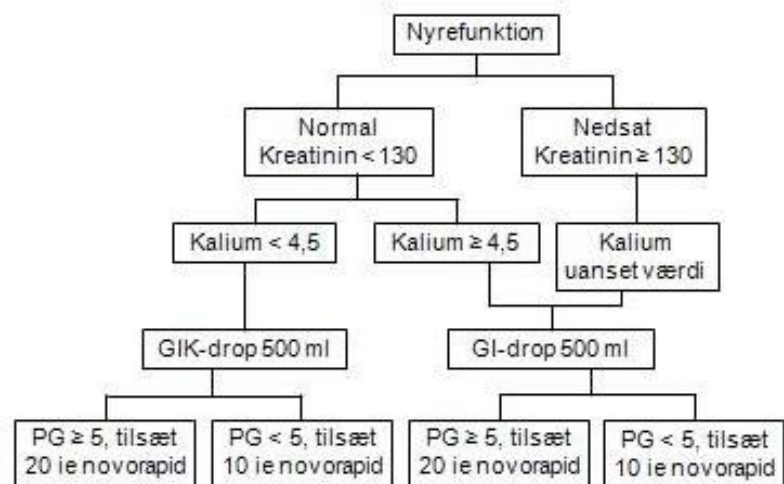 Nyrefunktion
Normal
Kreatinin < 130
Nedsat
Kreatinin ≥ 130
Kalium < 4,5
Kalium ≥ 4,5
Kalium
uanset værdi
GIK-drop 500 ml
GI-drop 500 ml
PG ≥ 5, tilsæt
20 ie novorapid
PG < 5, tilsæt
10 ie novorapid
PG ≥ 5, tilsæt
20 ie novorapid
PG < 5, tilsæt
10 ie novorapid